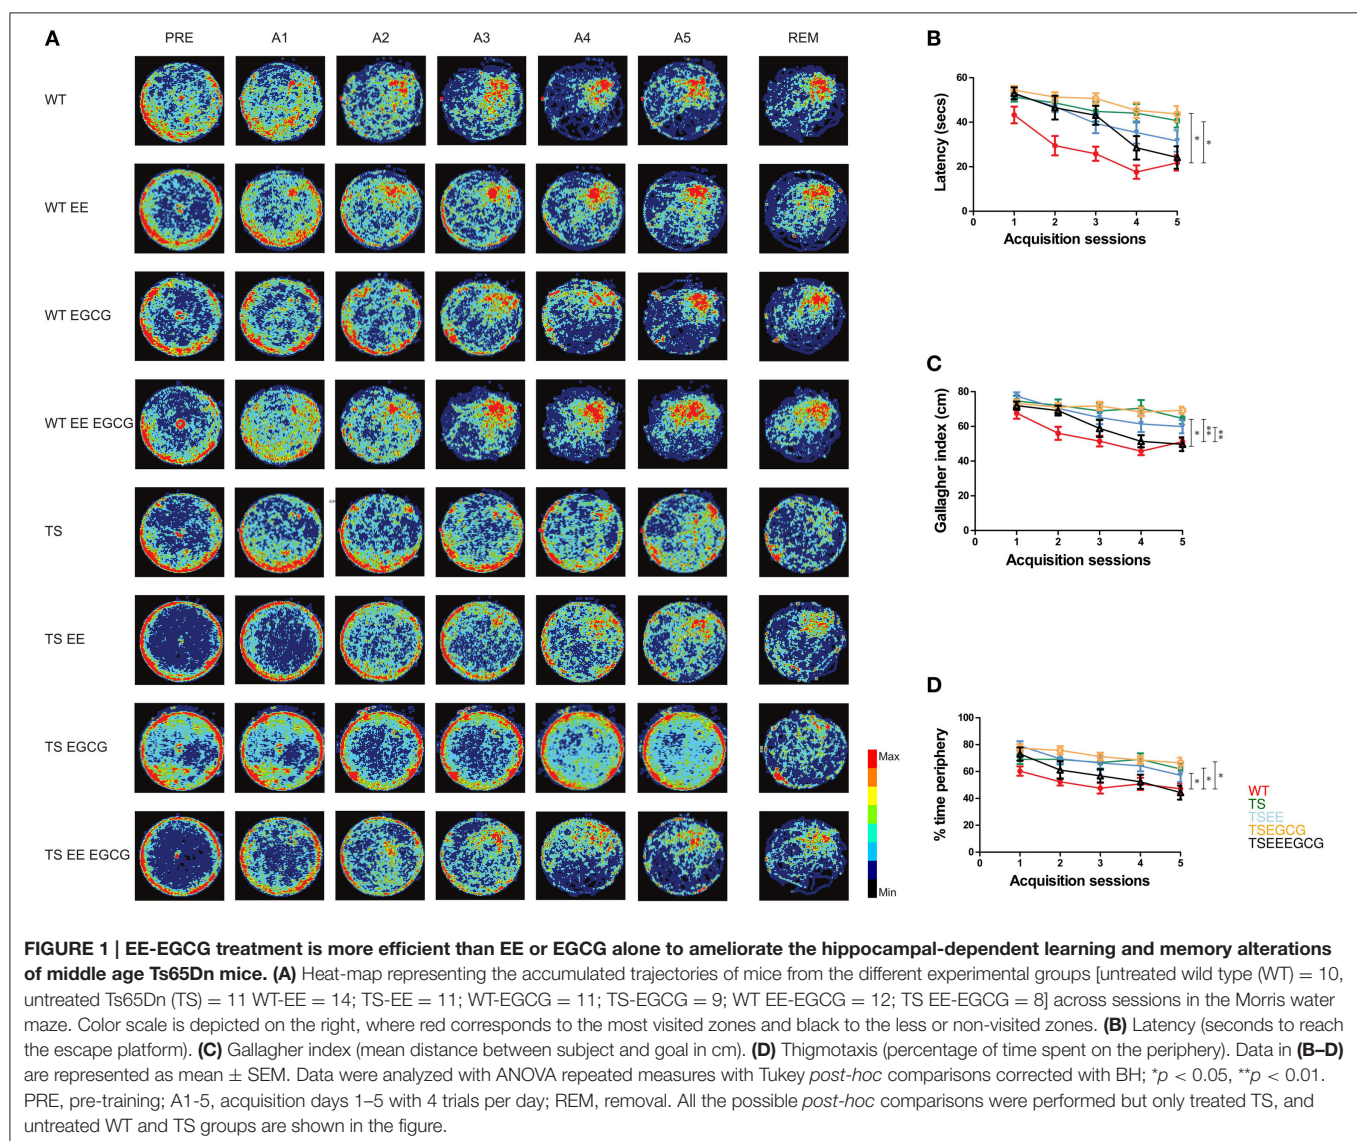 A
PRE A1 A2 A3 A4 A5 REM
WT
WT EE
WT EGCG
WT EE EGCG
TS
TS EE
TS EGCG
TS EE EGCG
Max
Min
B
Latency (secs)
60
40
20
0
0 1 2 3 4 5
Acquisition sessions
* *
C
Gallagher index (cm)
80
60
40
20
0
0 1 2 3 4 5
Acquisition sessions
* ** **
D
% time periphery
100
80
60
40
20
0
0 1 2 3 4 5
Acquisition sessions
* * *
WT
TS
TSEE
TSEGCG
TSEEEGCG
FIGURE 1 | EE-EGCG treatment is more efficient than EE or EGCG alone to ameliorate the hippocampal-dependent learning and memory alterations
of middle age Ts65Dn mice. (A) Heat-map representing the accumulated trajectories of mice from the different experimental groups [untreated wild type (WT) = 10,
untreated Ts65Dn (TS) = 11 WT-EE = 14; TS-EE = 11; WT-EGCG = 11; TS-EGCG = 9; WT EE-EGCG = 12; TS EE-EGCG = 8] across sessions in the Morris water
maze. Color scale is depicted on the right, where red corresponds to the most visited zones and black to the less or non-visited zones. (B) Latency (seconds to reach
the escape platform). (C) Gallagher index (mean distance between subject and goal in cm). (D) Thigmotaxis (percentage of time spent on the periphery). Data in (B–D)
are represented as mean ± SEM. Data were analyzed with ANOVA repeated measures with Tukey post-hoc comparisons corrected with BH; *p < 0.05, **p < 0.01.
PRE, pre-training; A1-5, acquisition days 1–5 with 4 trials per day; REM, removal. All the possible post-hoc comparisons were performed but only treated TS, and
untreated WT and TS groups are shown in the figure.